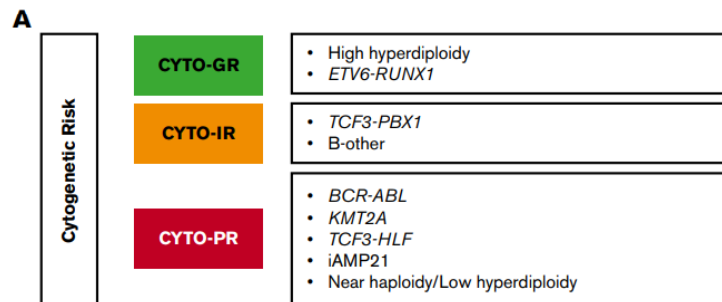 A
Cytogenetic Risk
CYTO-GR
• High hyperdiploidy
• ETV6-RUNX1
CYTO-IR
• TCF3-PBX1
• B-other
CYTO-PR
• BCR-ABL
• KMT2A
• TCF3-HLF
• iAMP21
• Near haploidy/Low hyperdiploidy